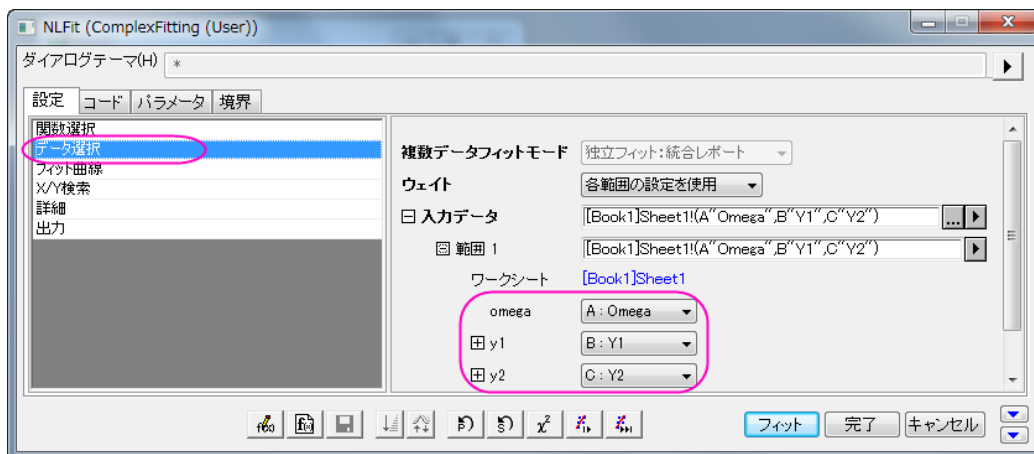 NLFit (ComplexFitting (User))
ダイアログテーマ(H) *
設定 コード パラメータ 境界
関数選択
データ選択
フィット曲線
X/Y検索
詳細
出力
複数データフィットモード 独立フィット:統合レポート
ウェイト 各範囲の設定を使用
入力データ [Book1]Sheet1!(A"Omega",B"Y1",C"Y2")
範囲 1 [Book1]Sheet1!(A"Omega",B"Y1",C"Y2")
ワークシート [Book1]Sheet1
omega A : Omega
y1 B : Y1
y2 C : Y2
フィット 完了 キャンセル